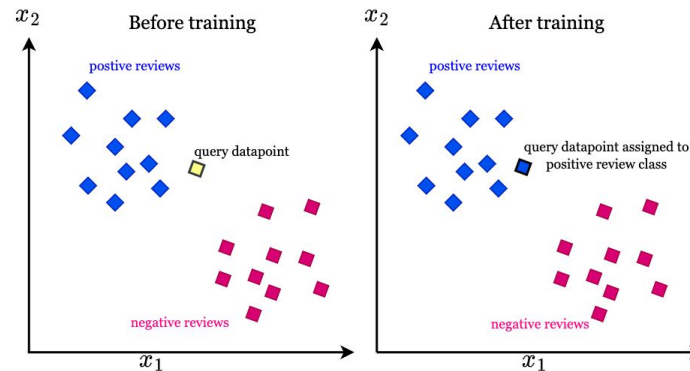 x₂
Before training
postive reviews
query datapoint
negative reviews
x₁
x₂
After training
postive reviews
query datapoint assigned to
positive review class
negative reviews
x₁